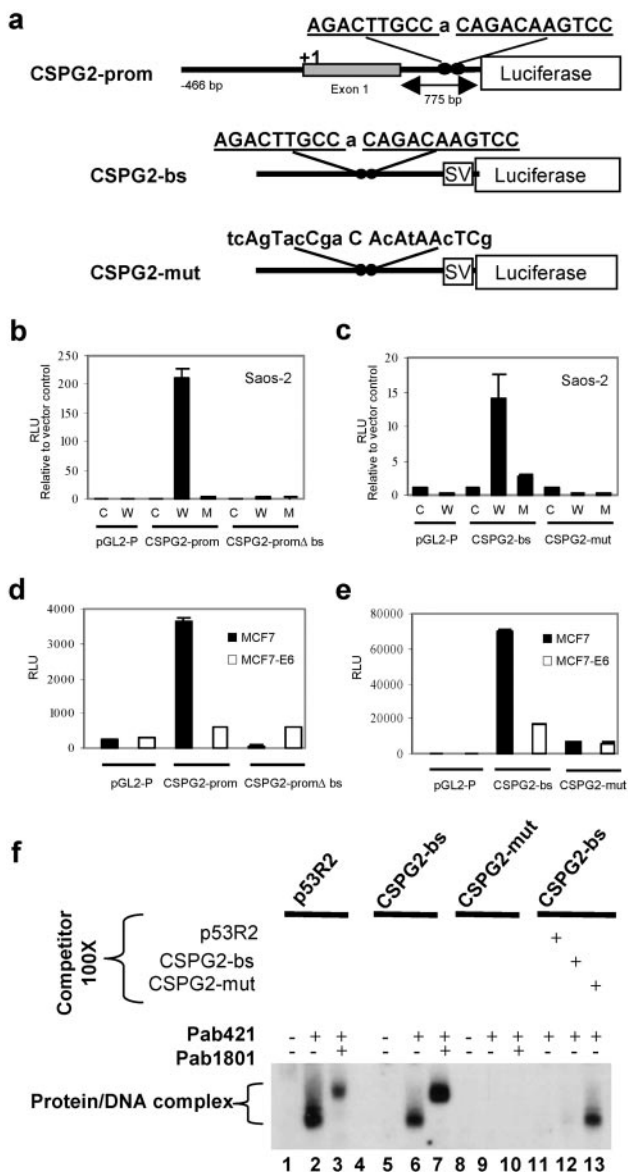 a
AGACTTGCC a CAGACAAGTCC
CSPG2-prom
+1
-466 bp
Exon 1
775 bp
Luciferase
AGACTTGCC a CAGACAAGTCC
CSPG2-bs
SV
Luciferase
tcAgTacCga C AcAtAAcTCg
CSPG2-mut
SV
Luciferase
b
RLU
Relative to vector control
250
200
150
100
50
0
Saos-2
C W C W M C W M
pGL2-P CSPG2-prom CSPG2-promΔ bs
c
RLU
Relative to vector control
20
15
10
5
0
Saos-2
C W C W M C W M
pGL2-P CSPG2-bs CSPG2-mut
d
RLU
4000
3000
2000
1000
0
MCF7
MCF7-E6
pGL2-P CSPG2-prom CSPG2-promΔ bs
e
RLU
80000
60000
40000
20000
0
MCF7
MCF7-E6
pGL2-P CSPG2-bs CSPG2-mut
f
p53R2 CSPG2-bs CSPG2-mut CSPG2-bs
Competitor
100X
p53R2 +
CSPG2-bs +
CSPG2-mut +
Pab421 - + + - + + - + + + + +
Pab1801 - - + - - + - - + - - -
Protein/DNA complex
1 2 3 4 5 6 7 8 9 10 11 12 13